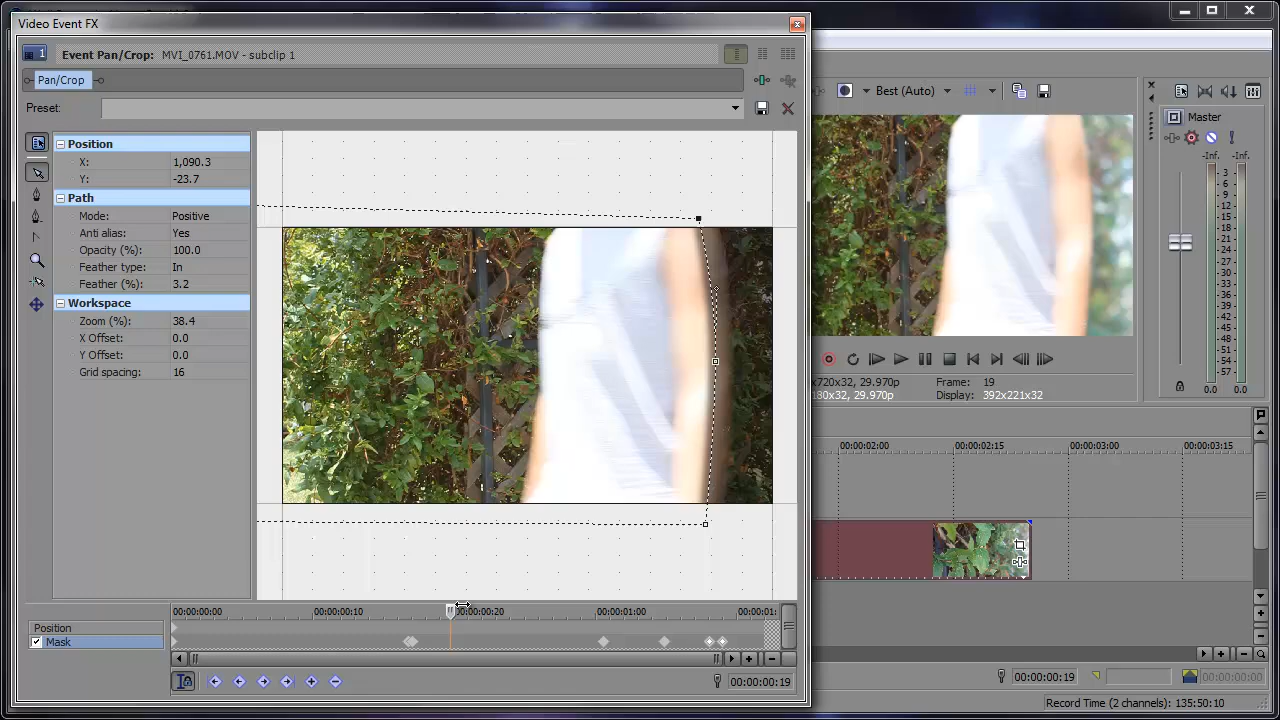 Video Event FX
1 Event Pan/Crop: MVI_0761.MOV - subclip 1
Pan/Crop
Preset:
Position
X: 1,090.3
Y: -23.7
Path
Mode: Positive
Anti alias: Yes
Opacity (%): 100.0
Feather type: In
Feather (%): 3.2
Workspace
Zoom (%): 38.4
X Offset: 0.0
Y Offset: 0.0
Grid spacing: 16
00:00:00:00 00:00:00:10 00:00:00:20 00:00:01:00 00:00:01:
Position
Mask
00:00:00:19
Best (Auto)
Master
-Inf. -Inf.
3
6
9
12
15
18
21
24
27
30
33
36
39
42
45
48
51
54
57
0.0 0.0
x720x32, 29.970p Frame: 19
180x32, 29.970p Display: 392x221x32
00:00:02:00 00:00:02:15 00:00:03:00 00:00:03:15
00:00:00:19 00:00:00:00
Record Time (2 channels): 135:50:10